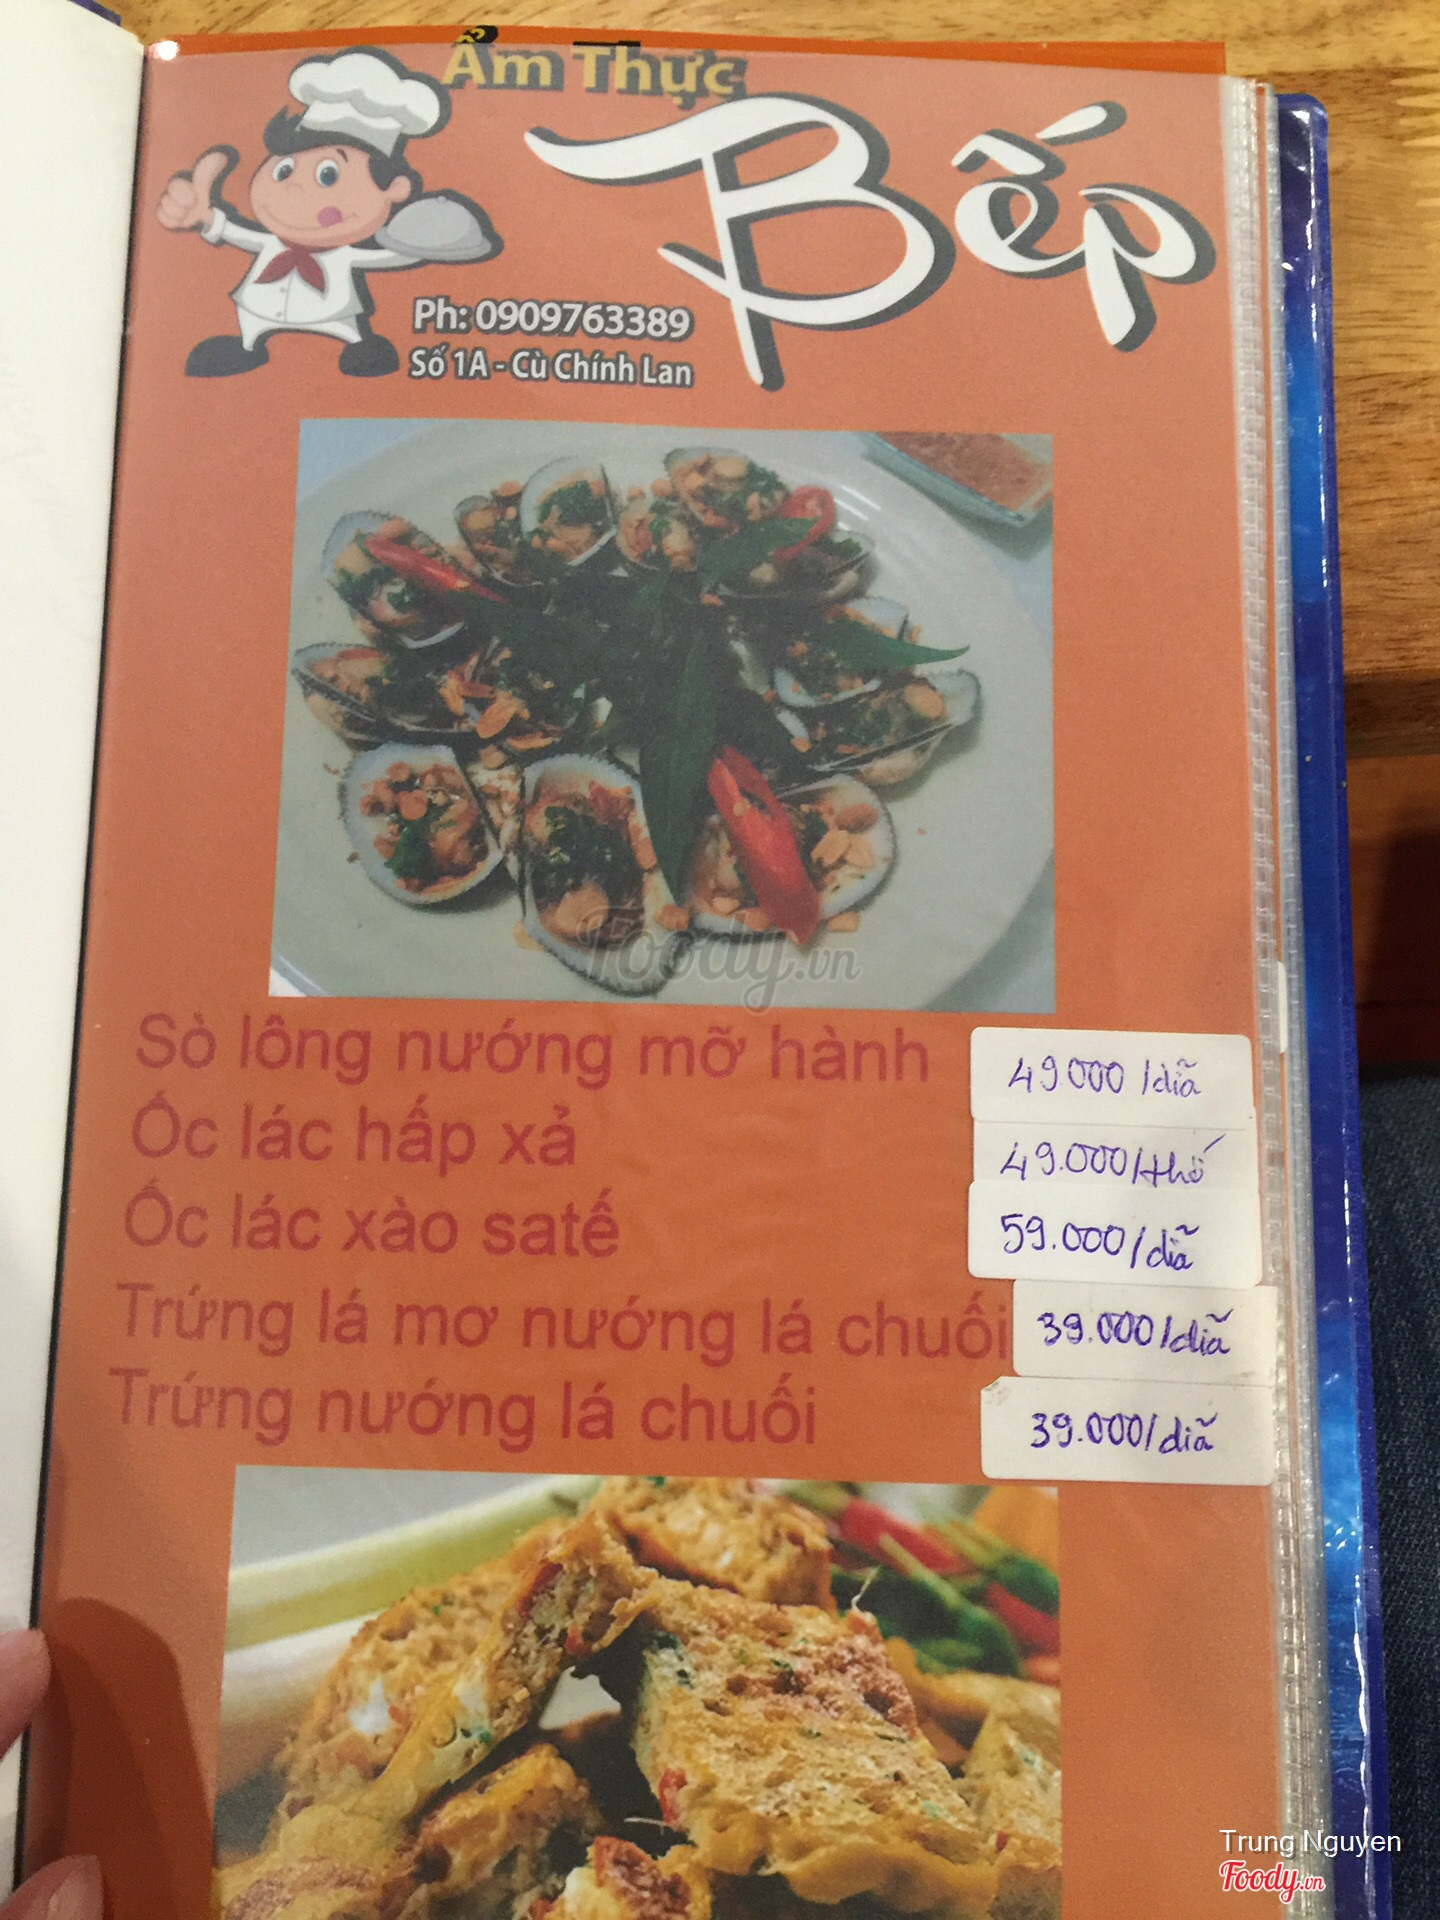 Ẩm Thực
Bếp
Ph: 0909763389
Số 1A - Cù Chính Lan
Foody.vn
Sò lông nướng mỡ hành 49.000 /dĩa
Ốc lác hấp xả 49.000/thố
Ốc lác xào satế 59.000/dĩa
Trứng lá mơ nướng lá chuối 39.000/dĩa
Trứng nướng lá chuối 39.000/dĩa
Trung Nguyen
Foody.vn